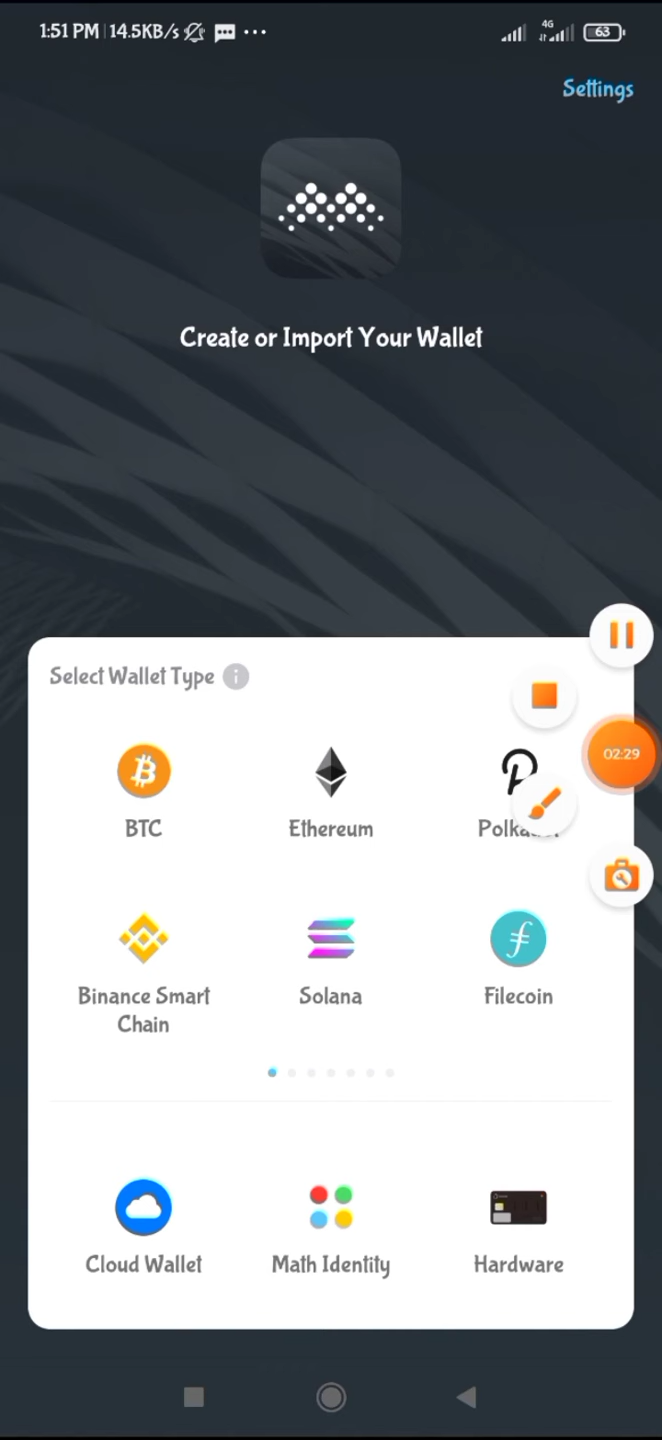 1:51 PM 14.5KB/s
4G
63
Settings
Create or Import Your Wallet
Select Wallet Type
02:29
BTC
Ethereum
Binance Smart
Chain
Solana
Filecoin
Cloud Wallet
Math Identity
Hardware